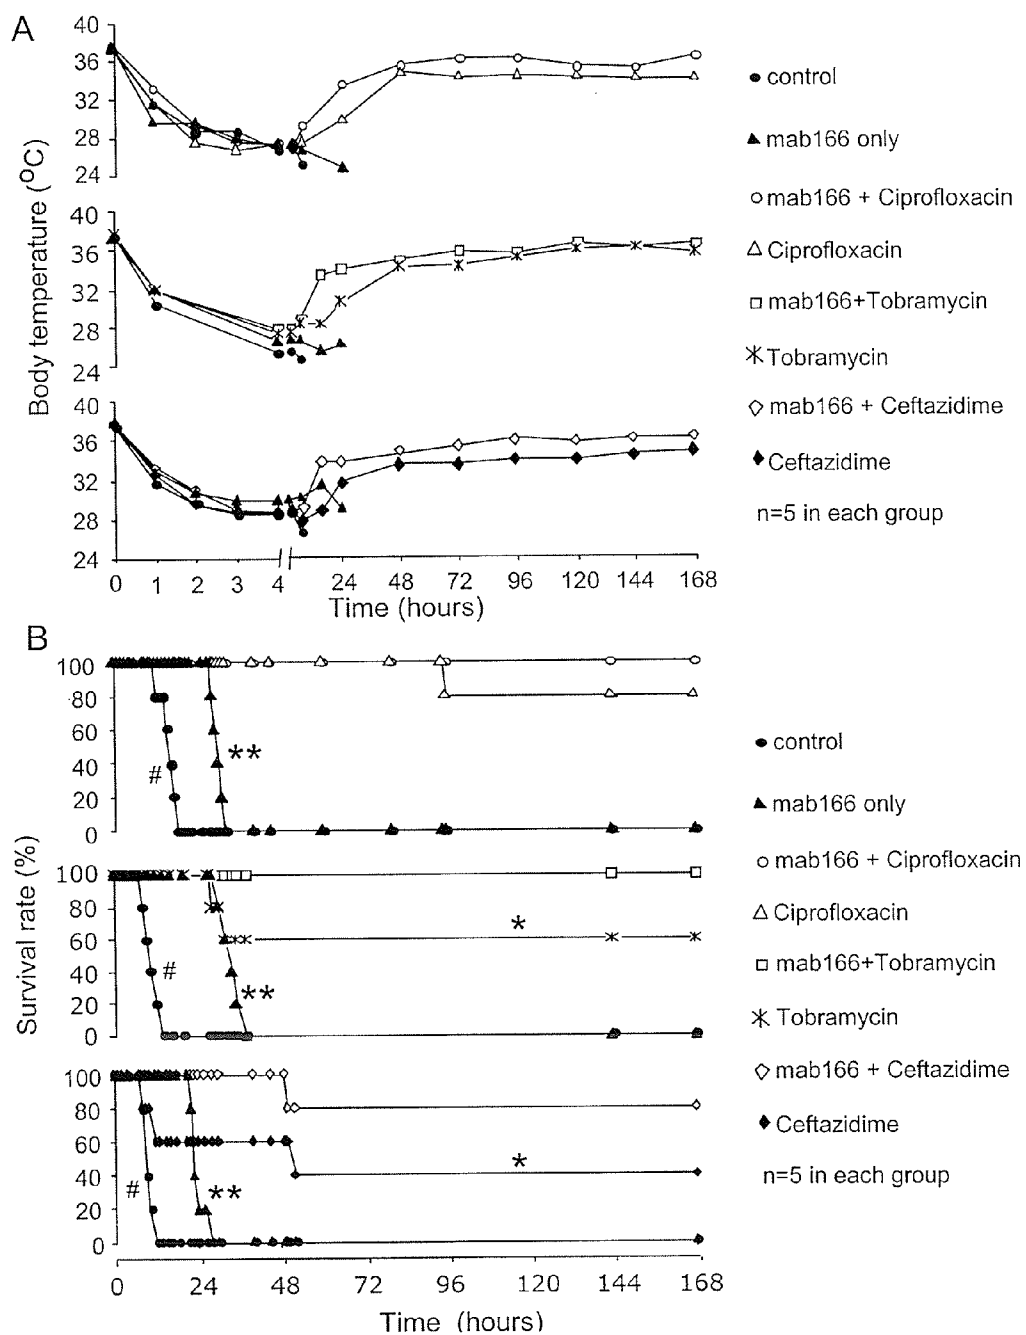 A
Body temperature (°C)
40
36
32
28
24
40
36
32
28
24
40
36
32
28
24
0 1 2 3 4 24 48 72 96 120 144 168
Time (hours)
control
mab166 only
mab166 + Ciprofloxacin
Ciprofloxacin
mab166+Tobramycin
Tobramycin
mab166 + Ceftazidime
Ceftazidime
n=5 in each group
B
Survival rate (%)
100
80
60
40
20
0
#
**
100
80
60
40
20
0
#
**
*
100
80
60
40
20
0
#
**
*
0 24 48 72 96 120 144 168
Time (hours)
control
mab166 only
mab166 + Ciprofloxacin
Ciprofloxacin
mab166+Tobramycin
Tobramycin
mab166 + Ceftazidime
Ceftazidime
n=5 in each group